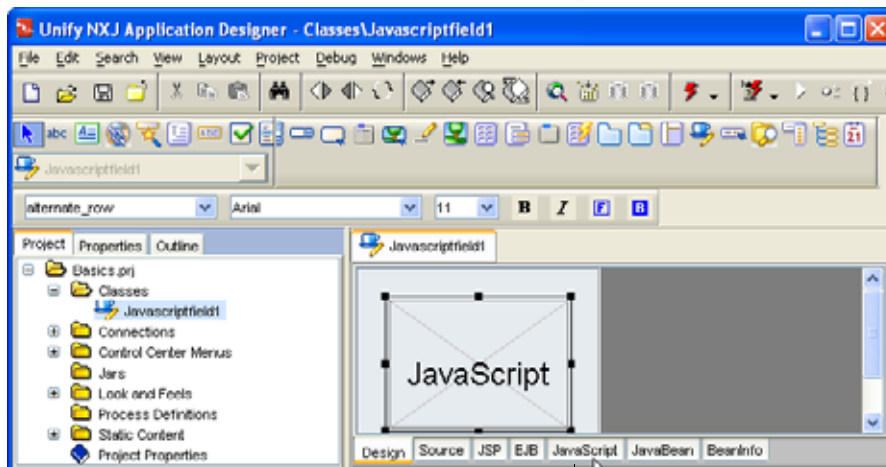 Unify NXJ Application Designer - Classes\Javascriptfield1
File Edit Search View Layout Project Debug Windows Help
abc
21
Javascriptfield1
alternate_row Arial 11 B I F B
Project Properties Outline
Javascriptfield1
Basics.prj
Classes
Javascriptfield1
Connections
Control Center Menus
Jars
Look and Feels
Process Definitions
Static Content
Project Properties
JavaScript
Design Source JSP EJB JavaScript JavaBean BeanInfo